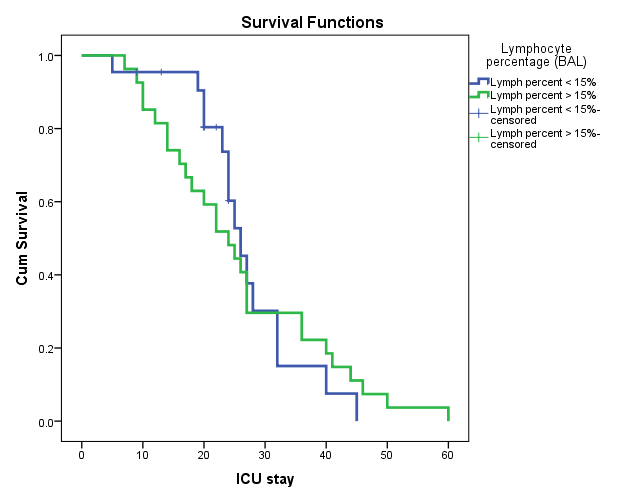 Survival Functions
Lymphocyte
percentage (BAL)
Lymph percent < 15%
Lymph percent > 15%
Lymph percent < 15%-
censored
Lymph percent > 15%-
censored
Cum Survival
1.0
0.8
0.6
0.4
0.2
0.0
0 10 20 30 40 50 60
ICU stay